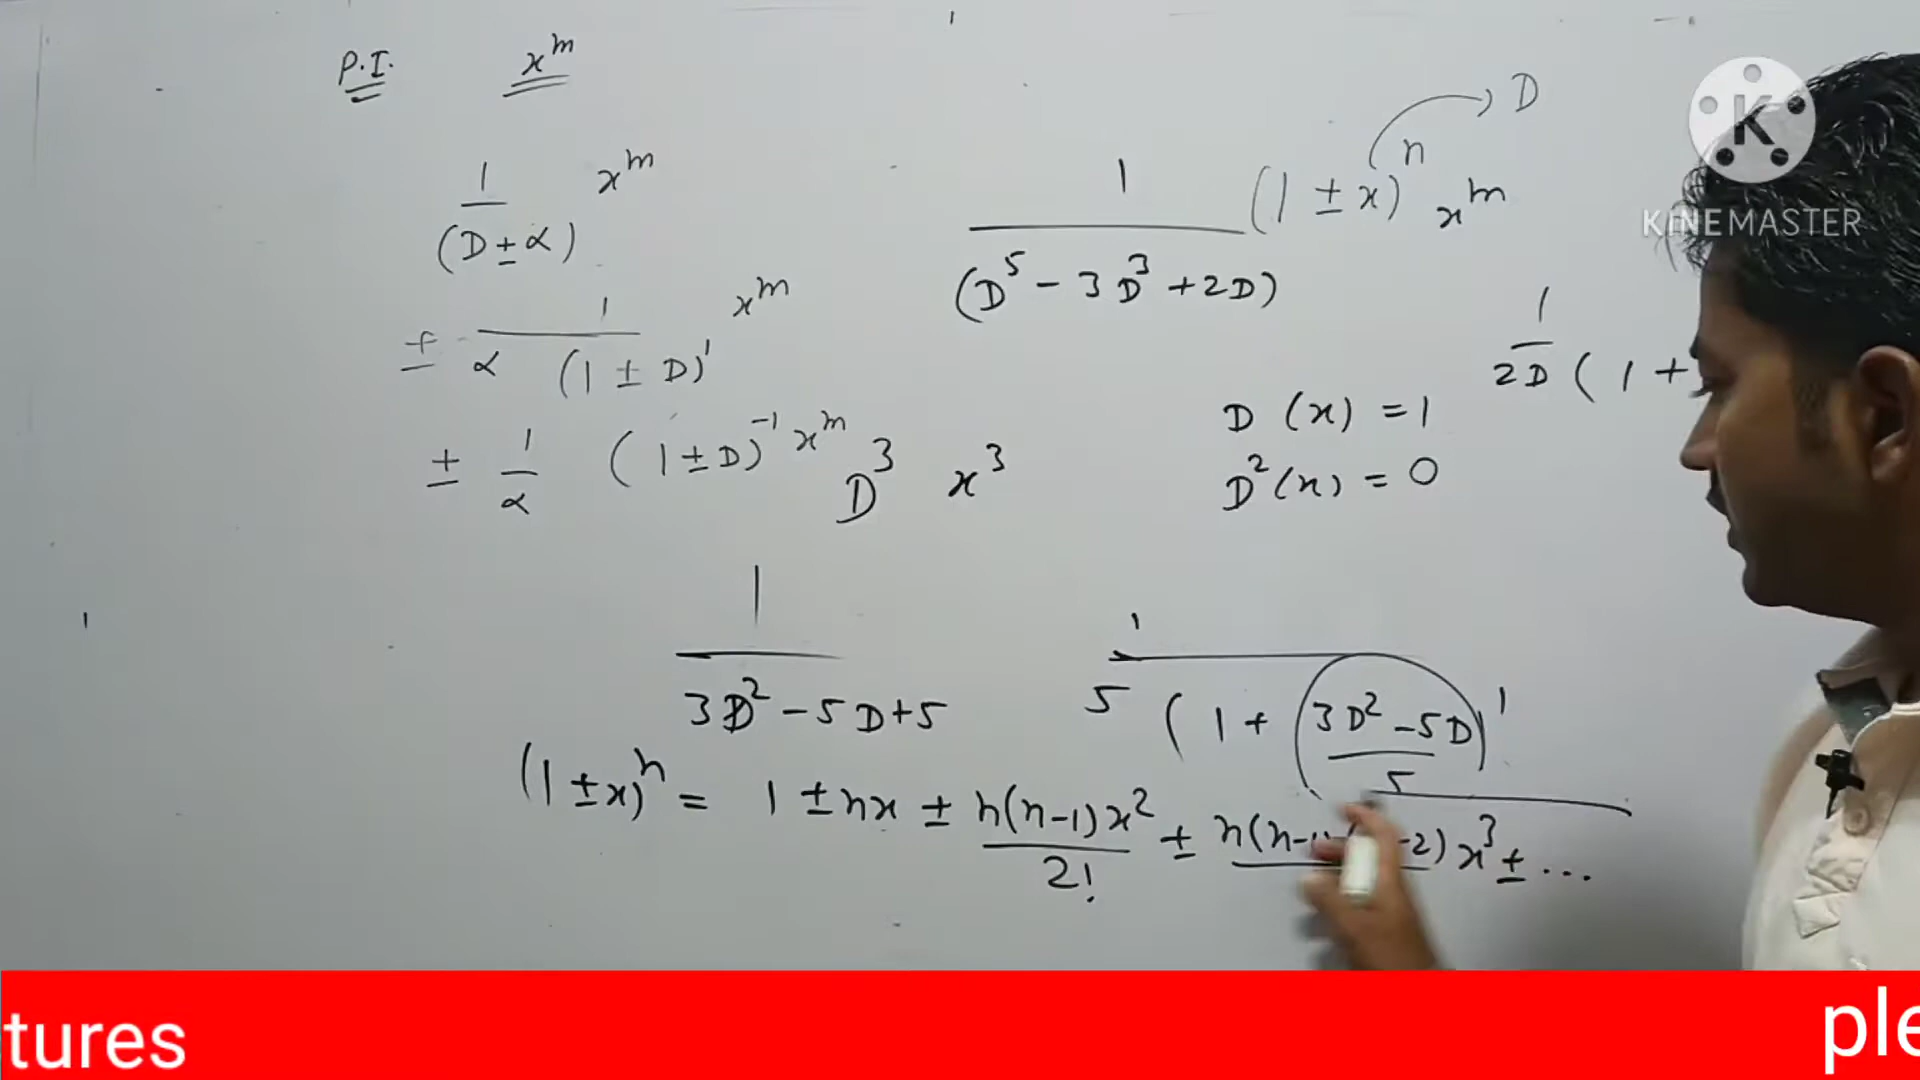 P.I. x^m
1/(D ± α) x^m
± 1/α (1 ± D)^1 x^m
± 1/α (1 ± D)^-1 x^m
D^3 x^3
(1 ± x)^n → D
1/(D^5 - 3D^3 + 2D) x^m
1/2D (1 +
D (x) = 1
D^2 (x) = 0
1/3D^2 - 5D + 5
1/5 (1 + 3D^2 - 5D/5)^1
(1 ± x)^n = 1 ± nx ± n(n-1)x^2/2! ± n(n-1 -2) x^3 ± ...
K
KINEMASTER
tures ple